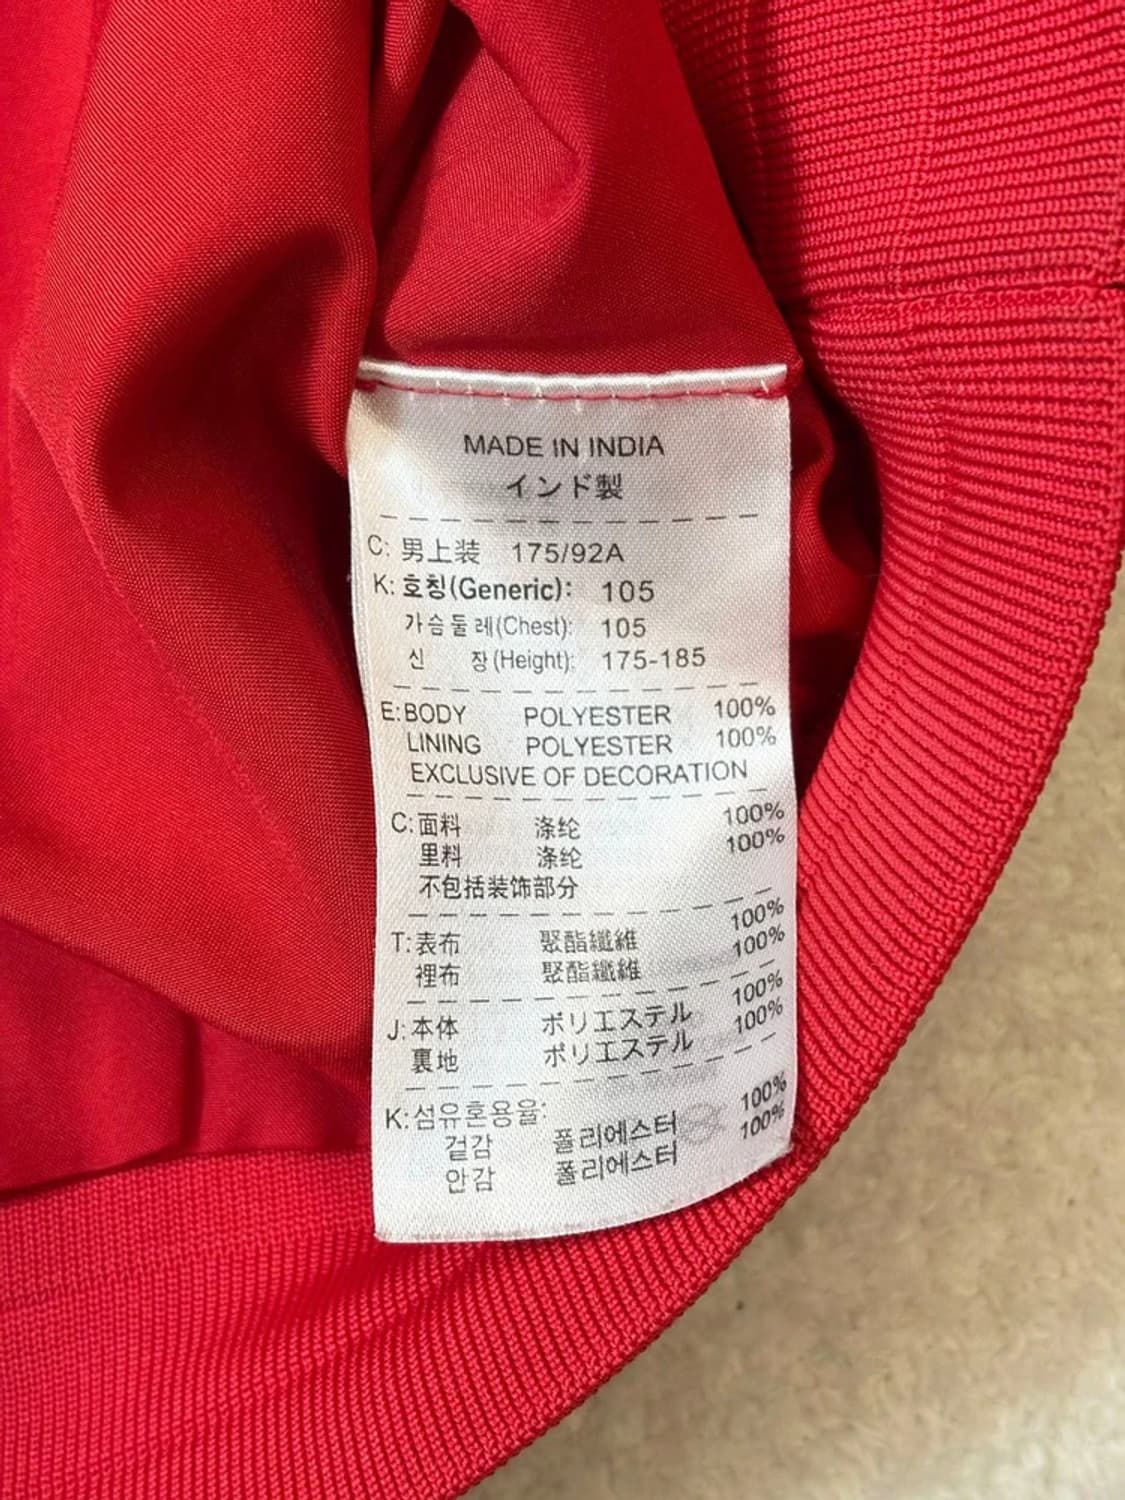 MADE IN INDIA
インド製
C: 男上装 175/92A
K: 호칭(Generic): 105
가슴둘레(Chest): 105
신 장(Height): 175-185
E:BODY POLYESTER 100%
LINING POLYESTER 100%
EXCLUSIVE OF DECORATION
C:面料 涤纶 100%
里料 涤纶 100%
不包括装饰部分
T:表布 聚酯纖維 100%
裡布 聚酯纖維 100%
J:本体 ポリエステル 100%
裏地 ポリエステル 100%
K:섬유혼용율:
겉감 폴리에스터 100%
안감 폴리에스터 100%